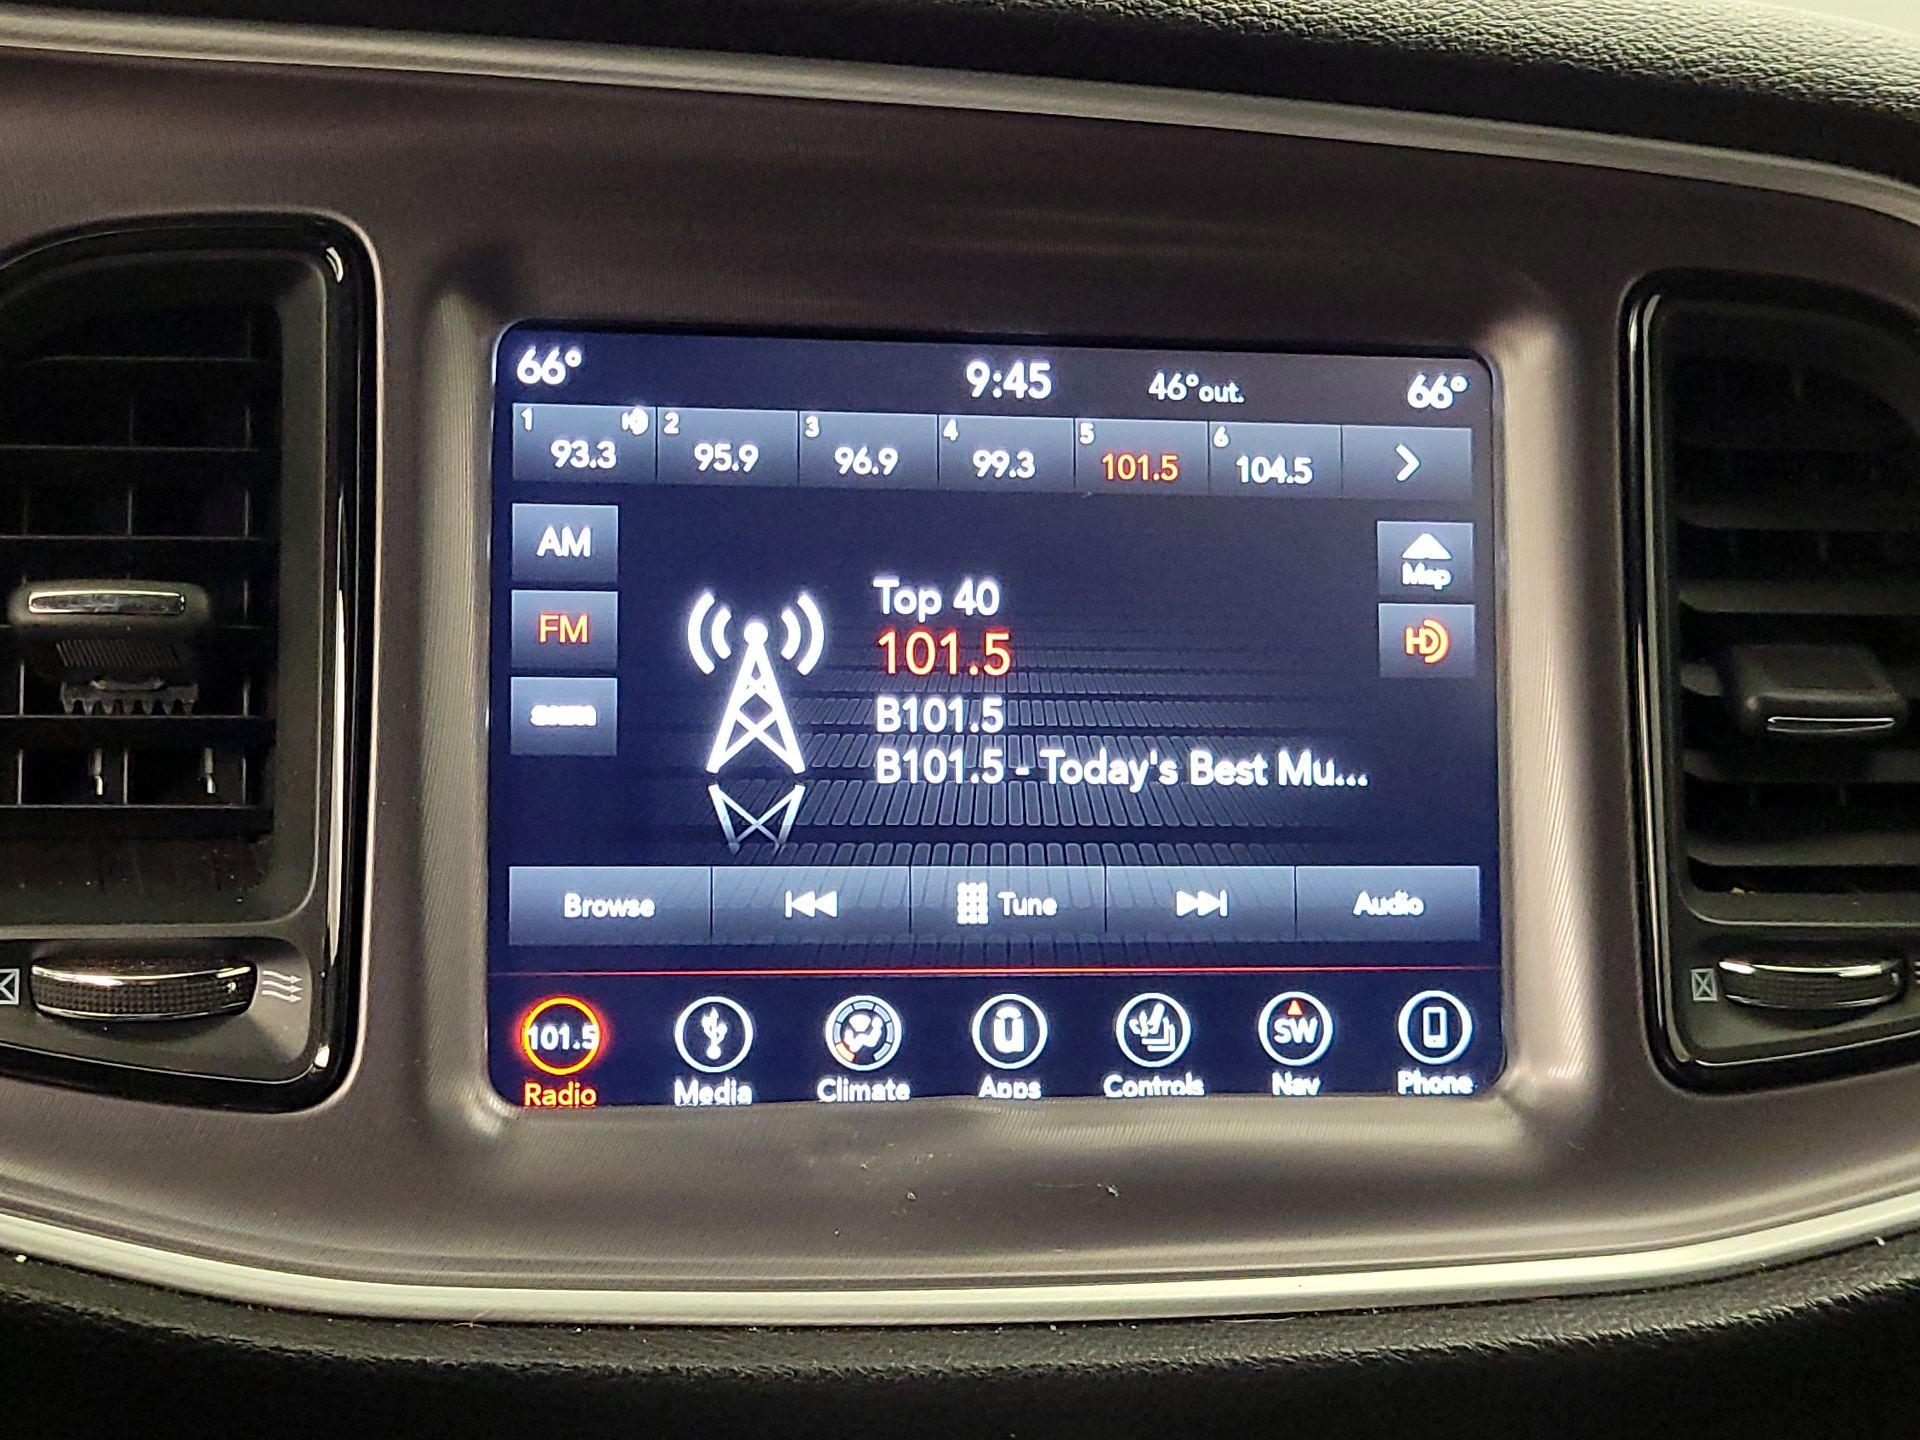 66° 9:45 46°out. 66°
1 93.3 HD 2 95.9 3 96.9 4 99.3 5 101.5 6 104.5
AM
Map
FM
HD
Top 40
101.5
B101.5
B101.5 - Today's Best Mu...
Browse Tune Audio
101.5 SW
Radio Media Climate Apps Controls Nav Phone